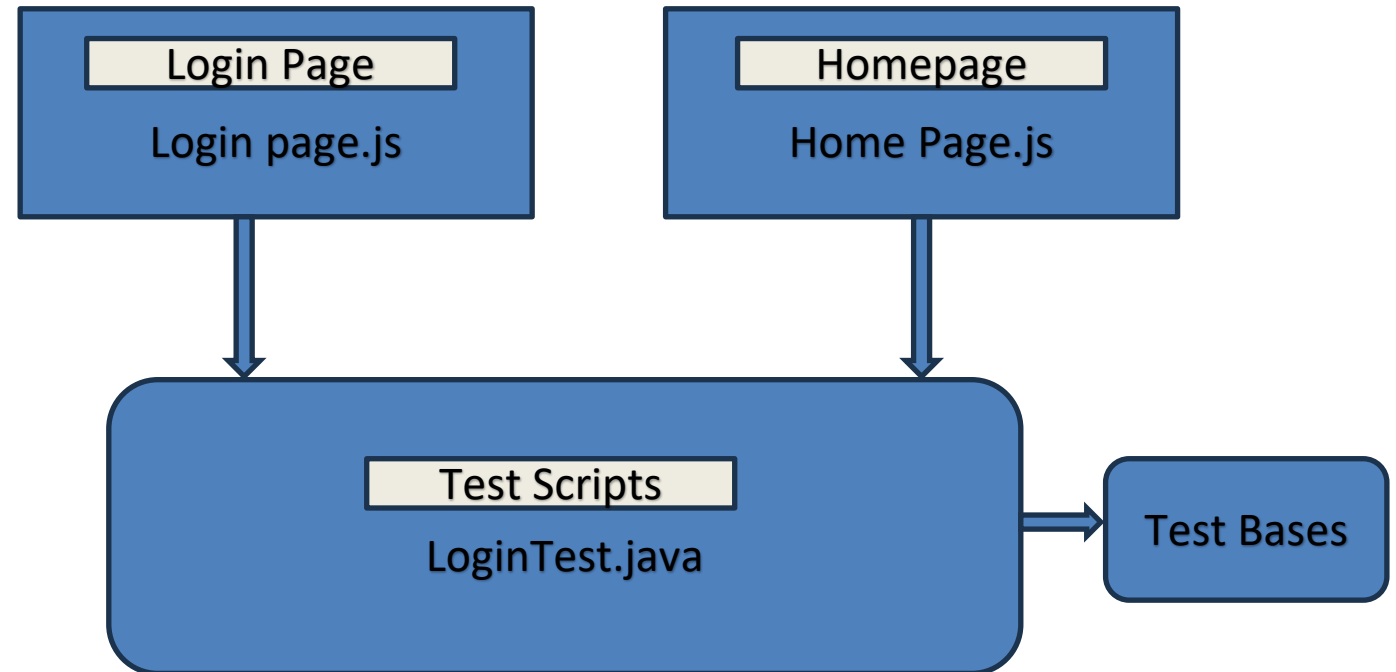 Login Page
Login page.js
Homepage
Home Page.js
Test Scripts
LoginTest.java
Test Bases